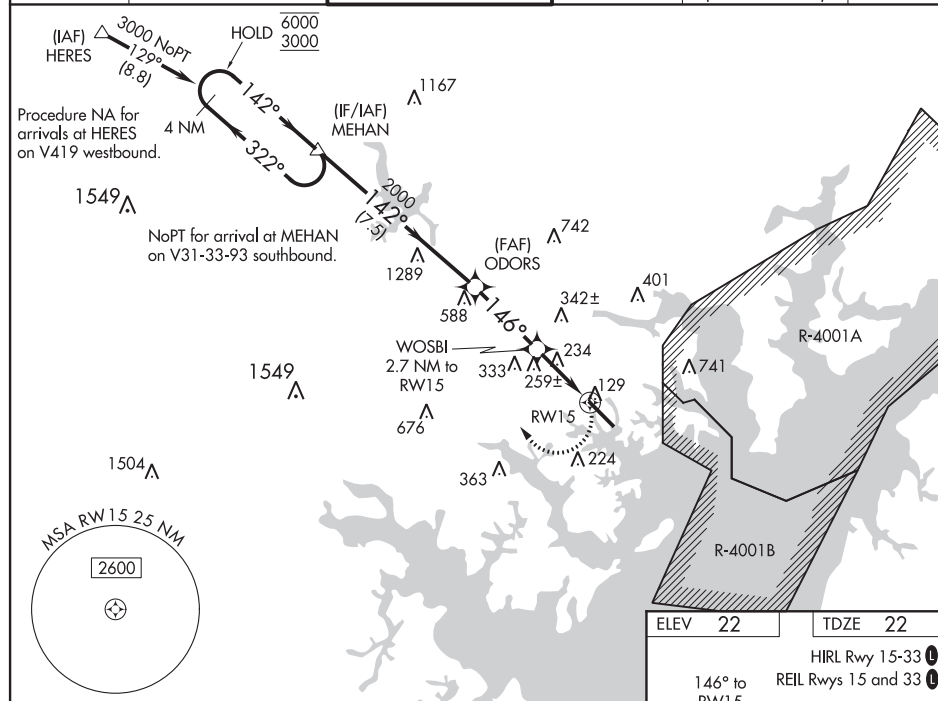 (IAF)
HERES
3000 NoPT
129°
(8.8)
HOLD
6000
3000
142°
322°
4 NM
(IF/IAF)
MEHAN
1167
Procedure NA for
arrivals at HERES
on V419 westbound.
1549
NoPT for arrival at MEHAN
on V31-33-93 southbound.
2000
142°
(7.5)
742
1289
(FAF)
ODORS
588
146°
342±
401
R-4001A
WOSBI
2.7 NM to
RW15
333
259±
234
741
129
1549
RW15
676
224
363
1504
MSA RW15 25 NM
2600
R-4001B
ELEV 22
TDZE 22
HIRL Rwy 15-33 L
REIL Rwys 15 and 33 L
146° to
RW15